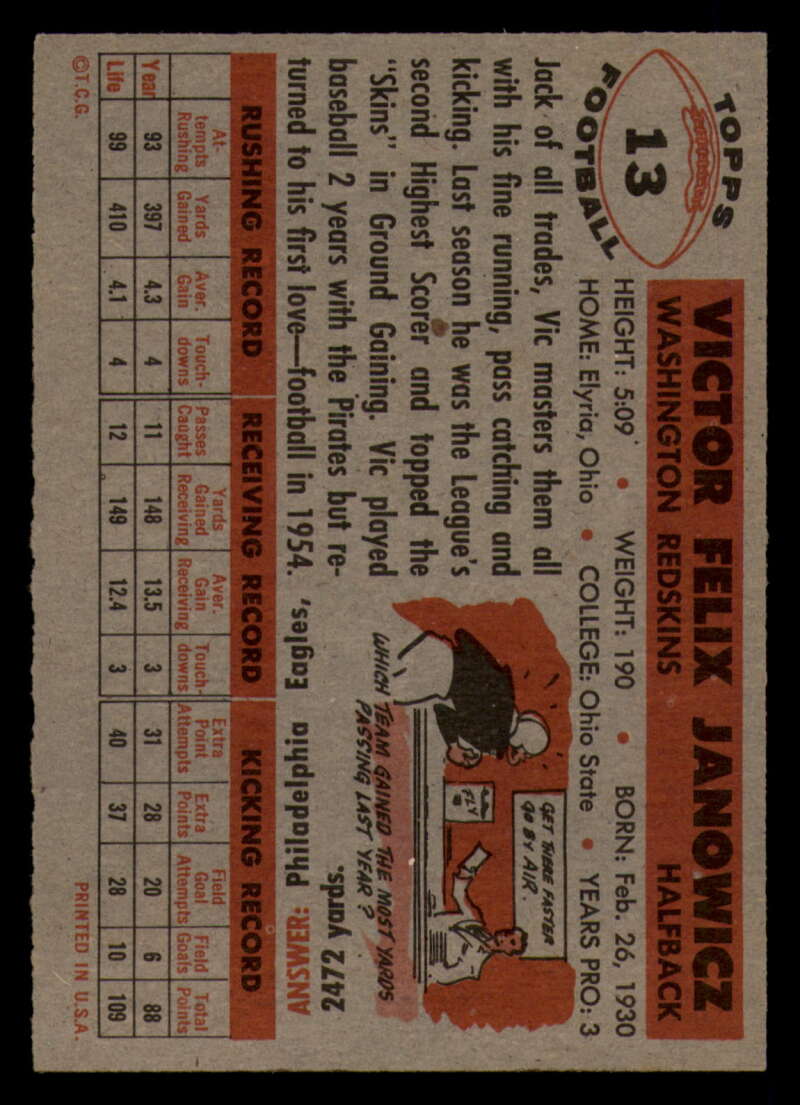 TOPPS
13
FOOTBALL
VICTOR FELIX JANOWICZ
WASHINGTON REDSKINS HALFBACK
HEIGHT: 5:09 • WEIGHT: 190 • BORN: Feb. 26, 1930
HOME: Elyria, Ohio • COLLEGE: Ohio State • YEARS PRO: 3
Jack of all trades, Vic masters them all
with his fine running, pass catching and
kicking. Last season he was the League's
second Highest Scorer and topped the
"Skins" in Ground Gaining. Vic played
baseball 2 years with the Pirates but re-
turned to his first love—football in 1954.
GET THERE FASTER
GO BY AIR.
FLY
WHICH TEAM GAINED THE MOST YARDS
PASSING LAST YEAR?
ANSWER: Philadelphia Eagles,
2472 yards.
RUSHING RECORD RECEIVING RECORD KICKING RECORD
At-tempts Rushing Yards Gained Aver. Gain Touch-downs Passes Caught Yards Gained Receiving Aver. Gain Receiving Touch-downs Extra Point Attempts Extra Points Field Goal Attempts Field Goals Total Points
Year 93 397 4.3 4 11 148 13.5 3 31 28 20 6 88
Life 99 410 4.1 4 12 149 12.4 3 40 37 28 10 109
©T.C.G. PRINTED IN U.S.A.